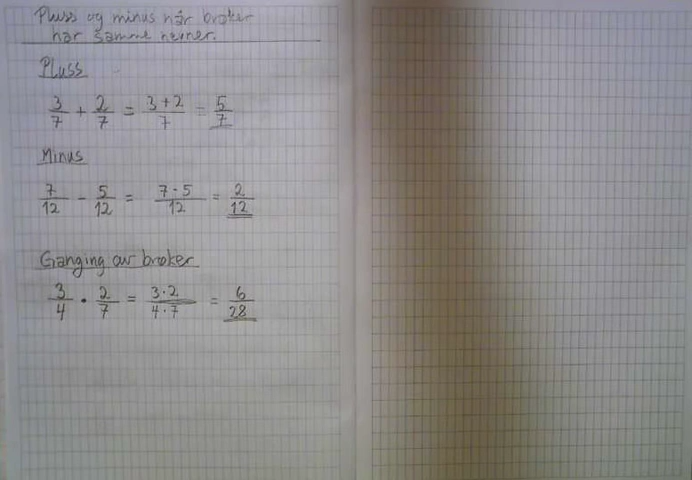 Pluss og minus når brøker
har samme nevner.
Pluss
3/7 + 2/7 = 3+2/7 = 5/7
Minus
7/12 - 5/12 = 7-5/12 = 2/12
Ganging av brøker
3/4 · 2/7 = 3·2/4·7 = 6/28